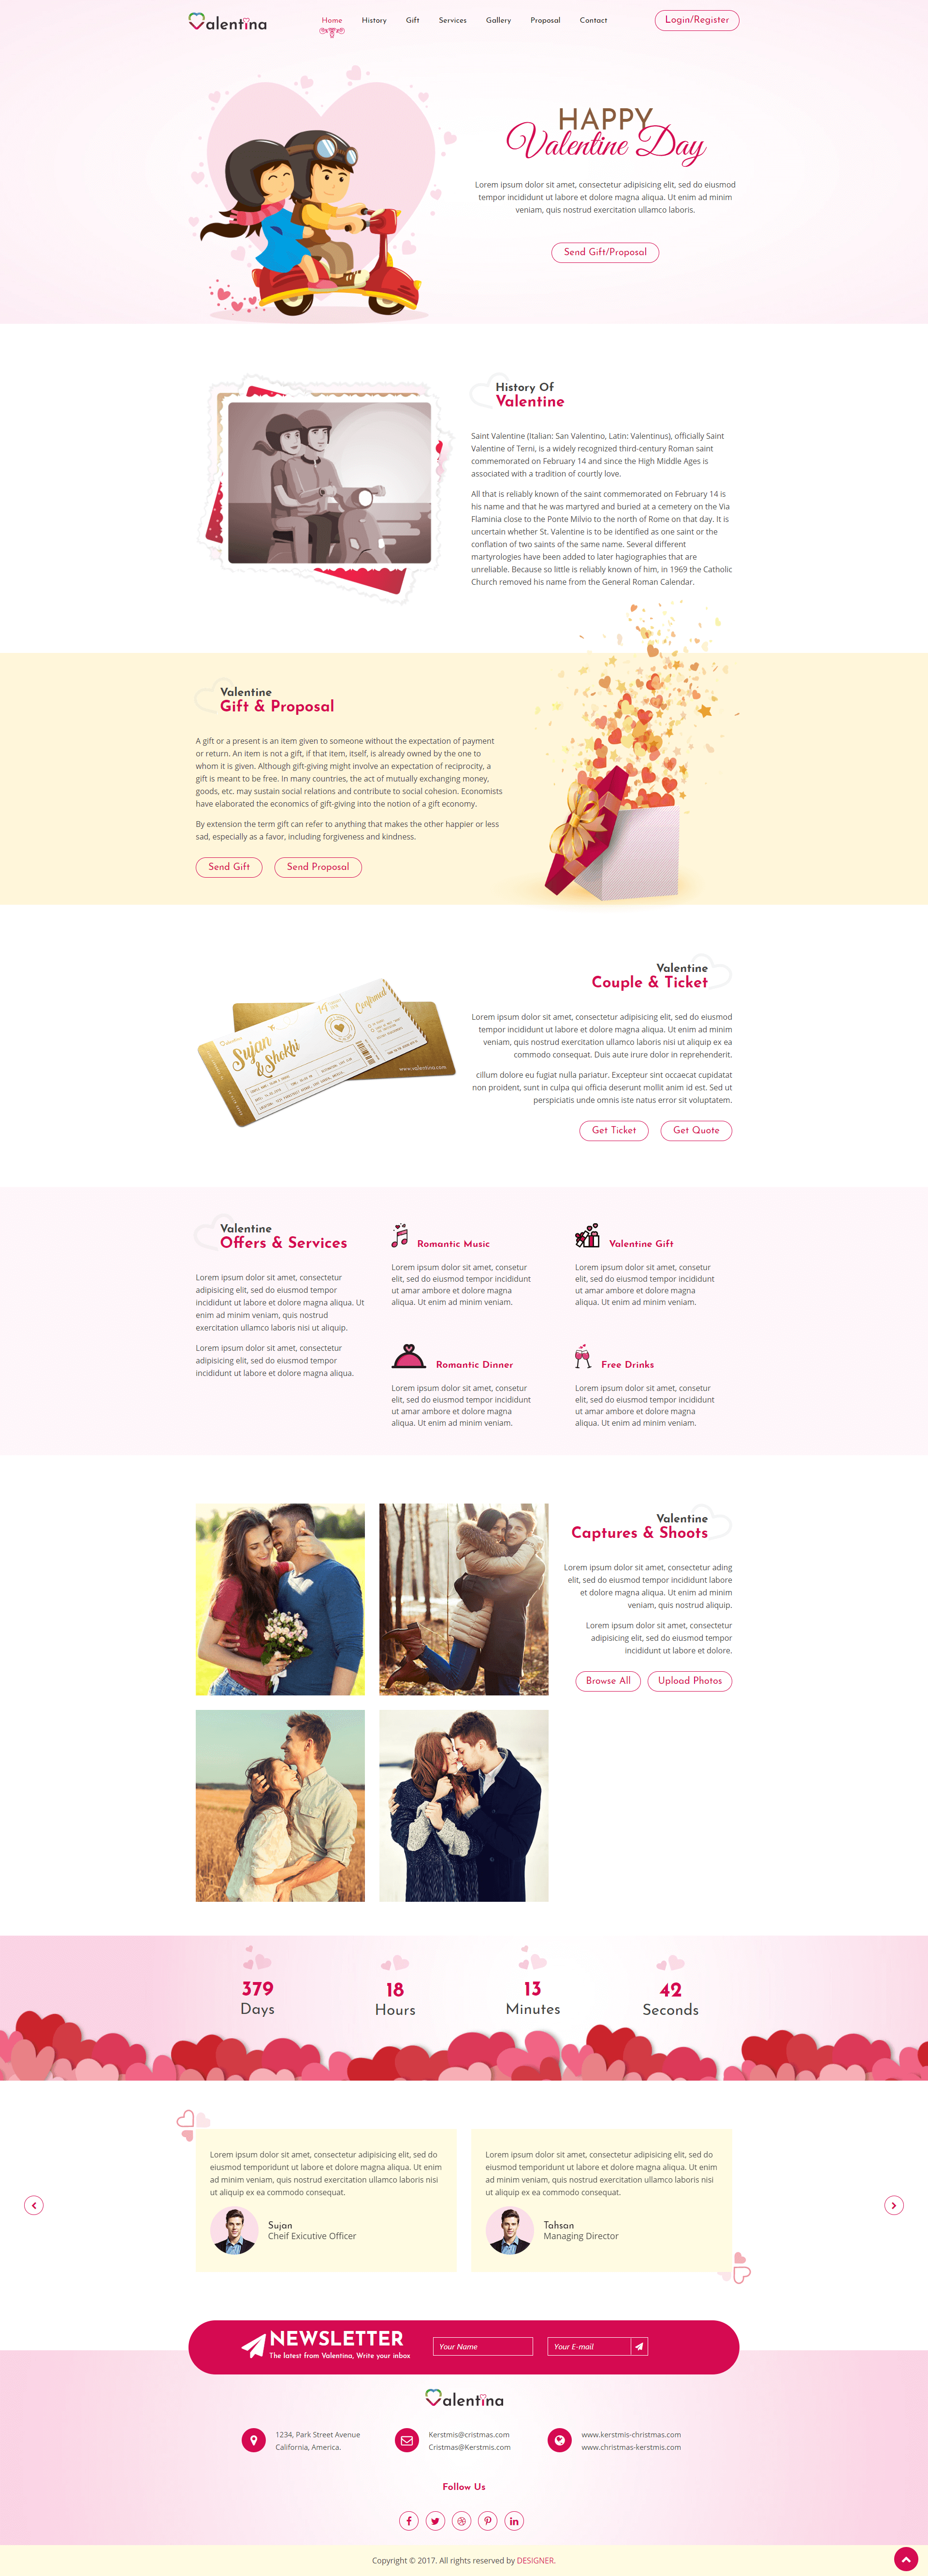 Valentina
Home History Gift Services Gallery Proposal Contact
Login/Register
HAPPY
Valentine Day
Lorem ipsum dolor sit amet, consectetur adipisicing elit, sed do eiusmod
tempor incididunt ut labore et dolore magna aliqua. Ut enim ad minim
veniam, quis nostrud exercitation ullamco laboris.
Send Gift/Proposal
History Of
Valentine
Saint Valentine (Italian: San Valentino, Latin: Valentinus), officially Saint
Valentine of Terni, is a widely recognized third-century Roman saint
commemorated on February 14 and since the High Middle Ages is
associated with a tradition of courtly love.
All that is reliably known of the saint commemorated on February 14 is
his name and that he was martyred and buried at a cemetery on the Via
Flaminia close to the Ponte Milvio to the north of Rome on that day. It is
uncertain whether St. Valentine is to be identified as one saint or the
conflation of two saints of the same name. Several different
martyrologies have been added to later hagiographies that are
unreliable. Because so little is reliably known of him, in 1969 the Catholic
Church removed his name from the General Roman Calendar.
Valentine
Gift & Proposal
A gift or a present is an item given to someone without the expectation of payment
or return. An item is not a gift, if that item, itself, is already owned by the one to
whom it is given. Although gift-giving might involve an expectation of reciprocity, a
gift is meant to be free. In many countries, the act of mutually exchanging money,
goods, etc. may sustain social relations and contribute to social cohesion. Economists
have elaborated the economics of gift-giving into the notion of a gift economy.
By extension the term gift can refer to anything that makes the other happier or less
sad, especially as a favor, including forgiveness and kindness.
Send Gift Send Proposal
Sujan
& Shokhi
Confirmed
www.valentina.com
Valentine
Couple & Ticket
Lorem ipsum dolor sit amet, consectetur adipisicing elit, sed do eiusmod
tempor incididunt ut labore et dolore magna aliqua. Ut enim ad minim
veniam, quis nostrud exercitation ullamco laboris nisi ut aliquip ex ea
commodo consequat. Duis aute irure dolor in reprehenderit.
cillum dolore eu fugiat nulla pariatur. Excepteur sint occaecat cupidatat
non proident, sunt in culpa qui officia deserunt mollit anim id est. Sed ut
perspiciatis unde omnis iste natus error sit voluptatem.
Get Ticket Get Quote
Valentine
Offers & Services
Lorem ipsum dolor sit amet, consectetur
adipisicing elit, sed do eiusmod tempor
incididunt ut labore et dolore magna aliqua. Ut
enim ad minim veniam, quis nostrud
exercitation ullamco laboris nisi ut aliquip.
Lorem ipsum dolor sit amet, consectetur
adipisicing elit, sed do eiusmod tempor
incididunt ut labore et dolore magna aliqua.
Romantic Music
Lorem ipsum dolor sit amet, consetur
elit, sed do eiusmod tempor incididunt
ut amar ambore et dolore magna
aliqua. Ut enim ad minim veniam.
Valentine Gift
Lorem ipsum dolor sit amet, consetur
elit, sed do eiusmod tempor incididunt
ut amar ambore et dolore magna
aliqua. Ut enim ad minim veniam.
Romantic Dinner
Lorem ipsum dolor sit amet, consetur
elit, sed do eiusmod tempor incididunt
ut amar ambore et dolore magna
aliqua. Ut enim ad minim veniam.
Free Drinks
Lorem ipsum dolor sit amet, consetur
elit, sed do eiusmod tempor incididunt
ut amar ambore et dolore magna
aliqua. Ut enim ad minim veniam.
Valentine
Captures & Shoots
Lorem ipsum dolor sit amet, consectetur ading
elit, sed do eiusmod tempor incididunt labore
et dolore magna aliqua. Ut enim ad minim
veniam, quis nostrud aliquip.
Lorem ipsum dolor sit amet, consectetur
adipisicing elit, sed do eiusmod tempor
incididunt ut labore et dolore.
Browse All Upload Photos
379 18 13 42
Days Hours Minutes Seconds
Lorem ipsum dolor sit amet, consectetur adipisicing elit, sed do
eiusmod temporidunt ut labore et dolore magna aliqua. Ut enim
ad minim veniam, quis nostrud exercitation ullamco laboris nisi
ut aliquip ex ea commodo consequat.
Sujan
Cheif Exicutive Officer
Lorem ipsum dolor sit amet, consectetur adipisicing elit, sed do
eiusmod temporidunt ut labore et dolore magna aliqua. Ut enim
ad minim veniam, quis nostrud exercitation ullamco laboris nisi
ut aliquip ex ea commodo consequat.
Tahsan
Managing Director
NEWSLETTER
The latest from Valentina, Write your inbox
Your Name Your E-mail
Valentina
1234, Park Street Avenue
California, America.
Kerstmis@cristmas.com
Cristmas@Kerstmis.com
www.kerstmis-christmas.com
www.christmas-kerstmis.com
Follow Us
Copyright © 2017. All rights reserved by DESIGNER.